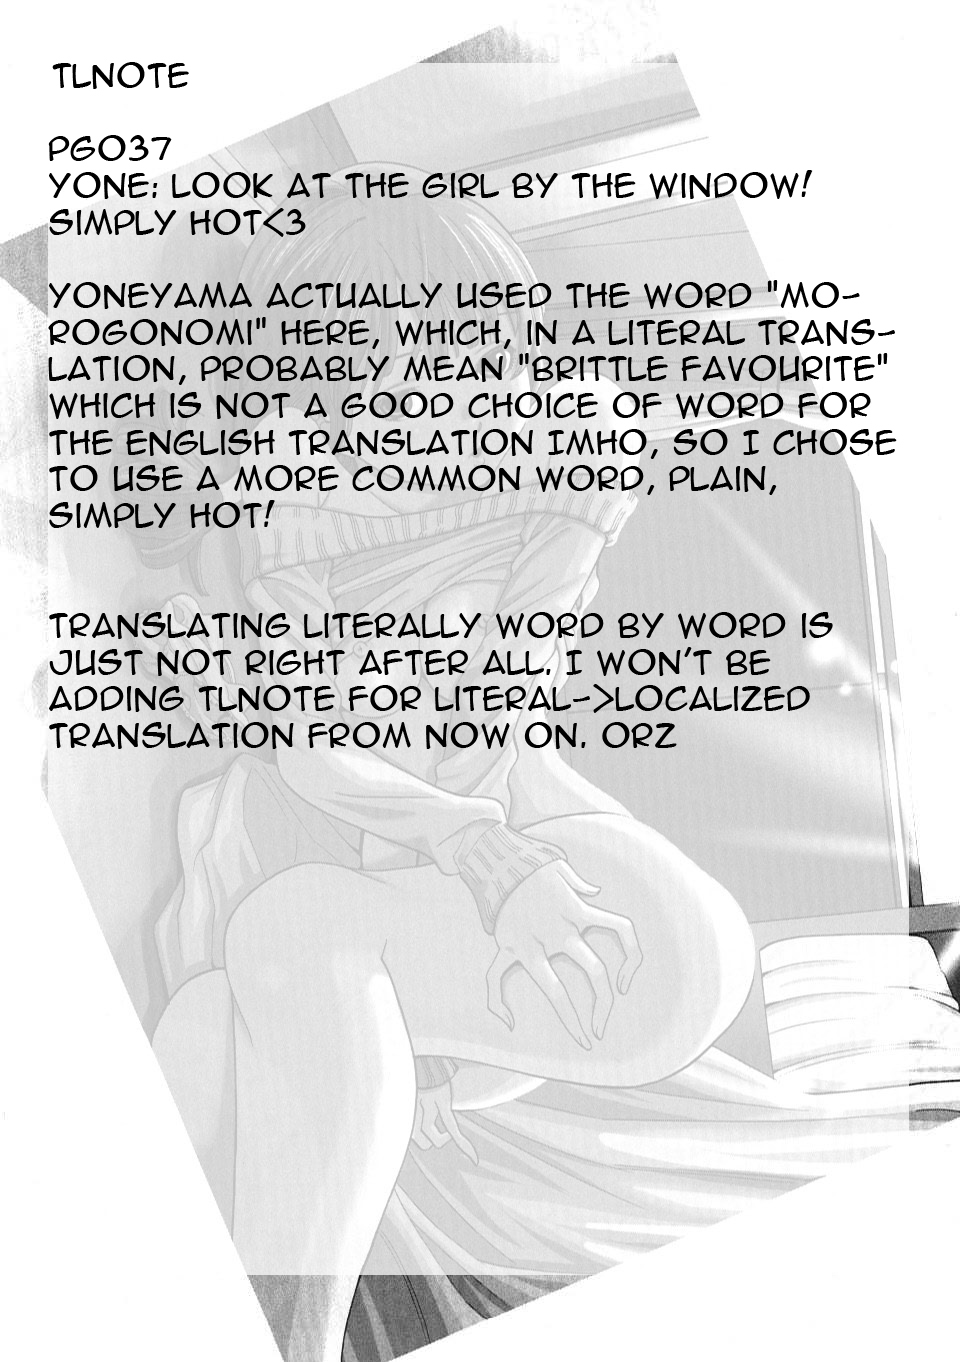 TLNOTE
PG037
YONE: LOOK AT THE GIRL BY THE WINDOW!
SIMPLY HOT<3
YONEYAMA ACTUALLY USED THE WORD "MO-
ROGONOMI" HERE, WHICH, IN A LITERAL TRANS-
LATION, PROBABLY MEAN "BRITTLE FAVOURITE"
WHICH IS NOT A GOOD CHOICE OF WORD FOR
THE ENGLISH TRANSLATION IMHO, SO I CHOSE
TO USE A MORE COMMON WORD, PLAIN,
SIMPLY HOT!
TRANSLATING LITERALLY WORD BY WORD IS
JUST NOT RIGHT AFTER ALL. I WON'T BE
ADDING TLNOTE FOR LITERAL->LOCALIZED
TRANSLATION FROM NOW ON. ORZ